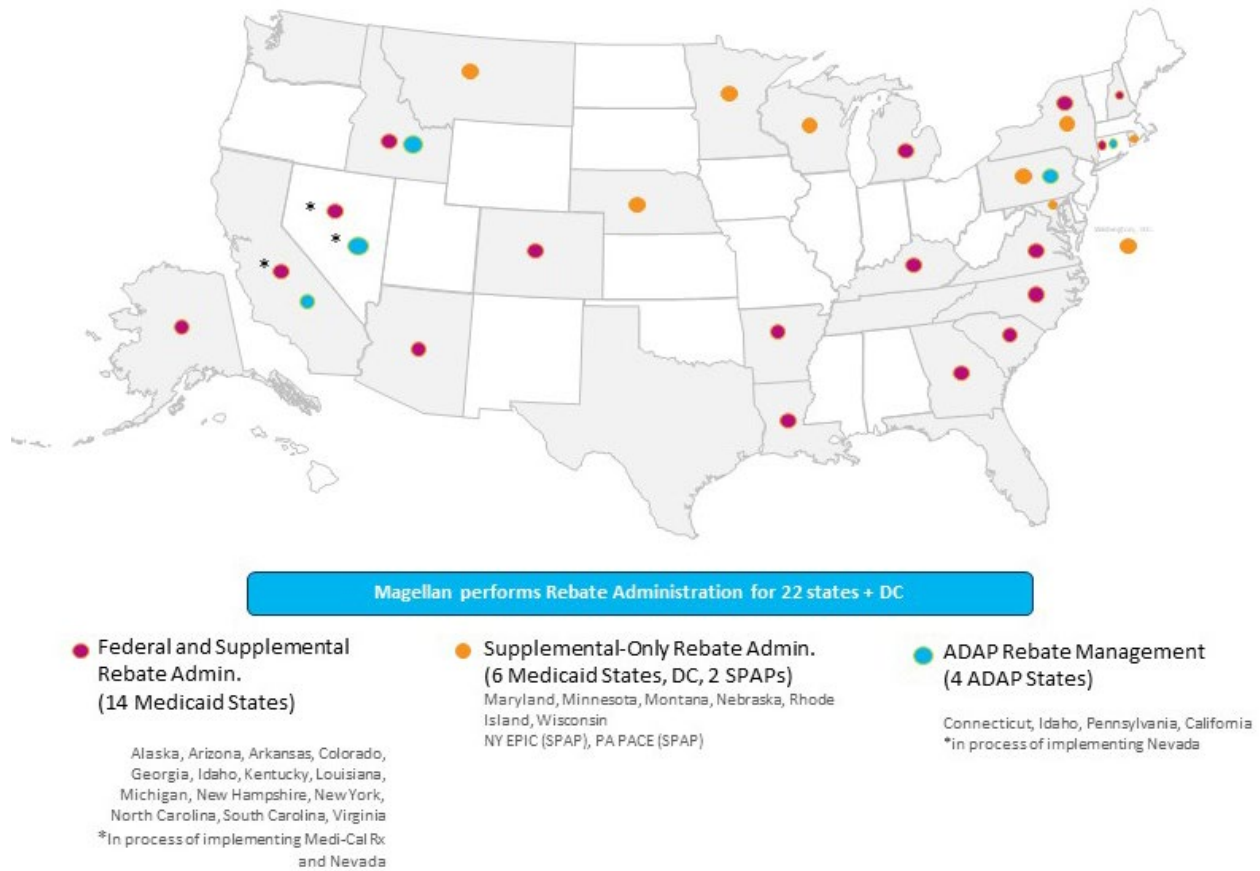 *
*
*
Washington, D.C.
Magellan performs Rebate Administration for 22 states + DC
Federal and Supplemental
Rebate Admin.
(14 Medicaid States)
Alaska, Arizona, Arkansas, Colorado,
Georgia, Idaho, Kentucky, Louisiana,
Michigan, New Hampshire, New York,
North Carolina, South Carolina, Virginia
*In process of implementing Medi-Cal Rx
and Nevada
Supplemental-Only Rebate Admin.
(6 Medicaid States, DC, 2 SPAPs)
Maryland, Minnesota, Montana, Nebraska, Rhode
Island, Wisconsin
NY EPIC (SPAP), PA PACE (SPAP)
ADAP Rebate Management
(4 ADAP States)
Connecticut, Idaho, Pennsylvania, California
*in process of implementing Nevada